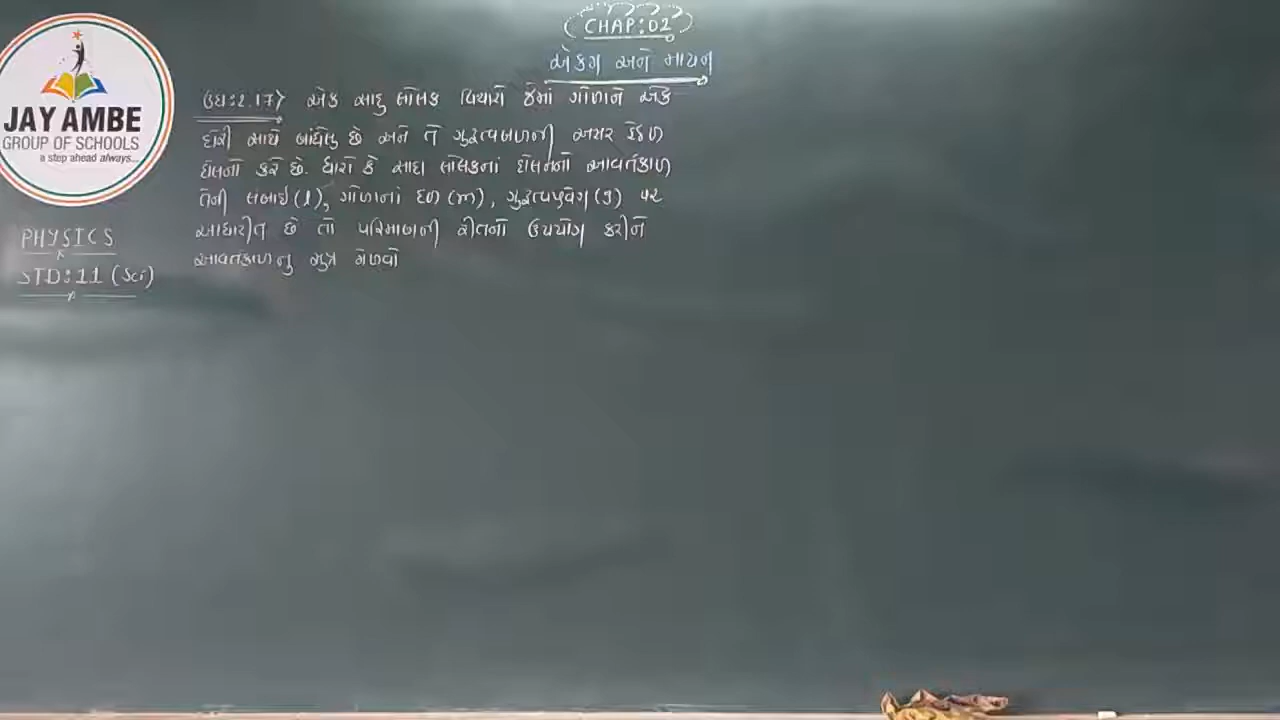 CHAP:02
એકમ અને માપન
JAY AMBE
GROUP OF SCHOOLS
a step ahead always...
PHYSICS
STD:11 (Sci)
ઉદા:2.17> એક સાદુ લોલક વિચારો જેમાં ગોળાને એક
દોરી સાથે બાંધેલુ છે અને તે ગુરુત્વબળની અસર હેઠળ
દોલનો કરે છે. ધારો કે સાદા લોલકનાં દોલનનો આવર્તકાળ
તેની લંબાઇ(l), ગોળાનાં દળ(m), ગુરુત્વપ્રવેગ(g) પર
આધારીત છે તો પરિમાણની રીતનો ઉપયોગ કરીને
આવર્તકાળનુ સુત્ર મેળવો